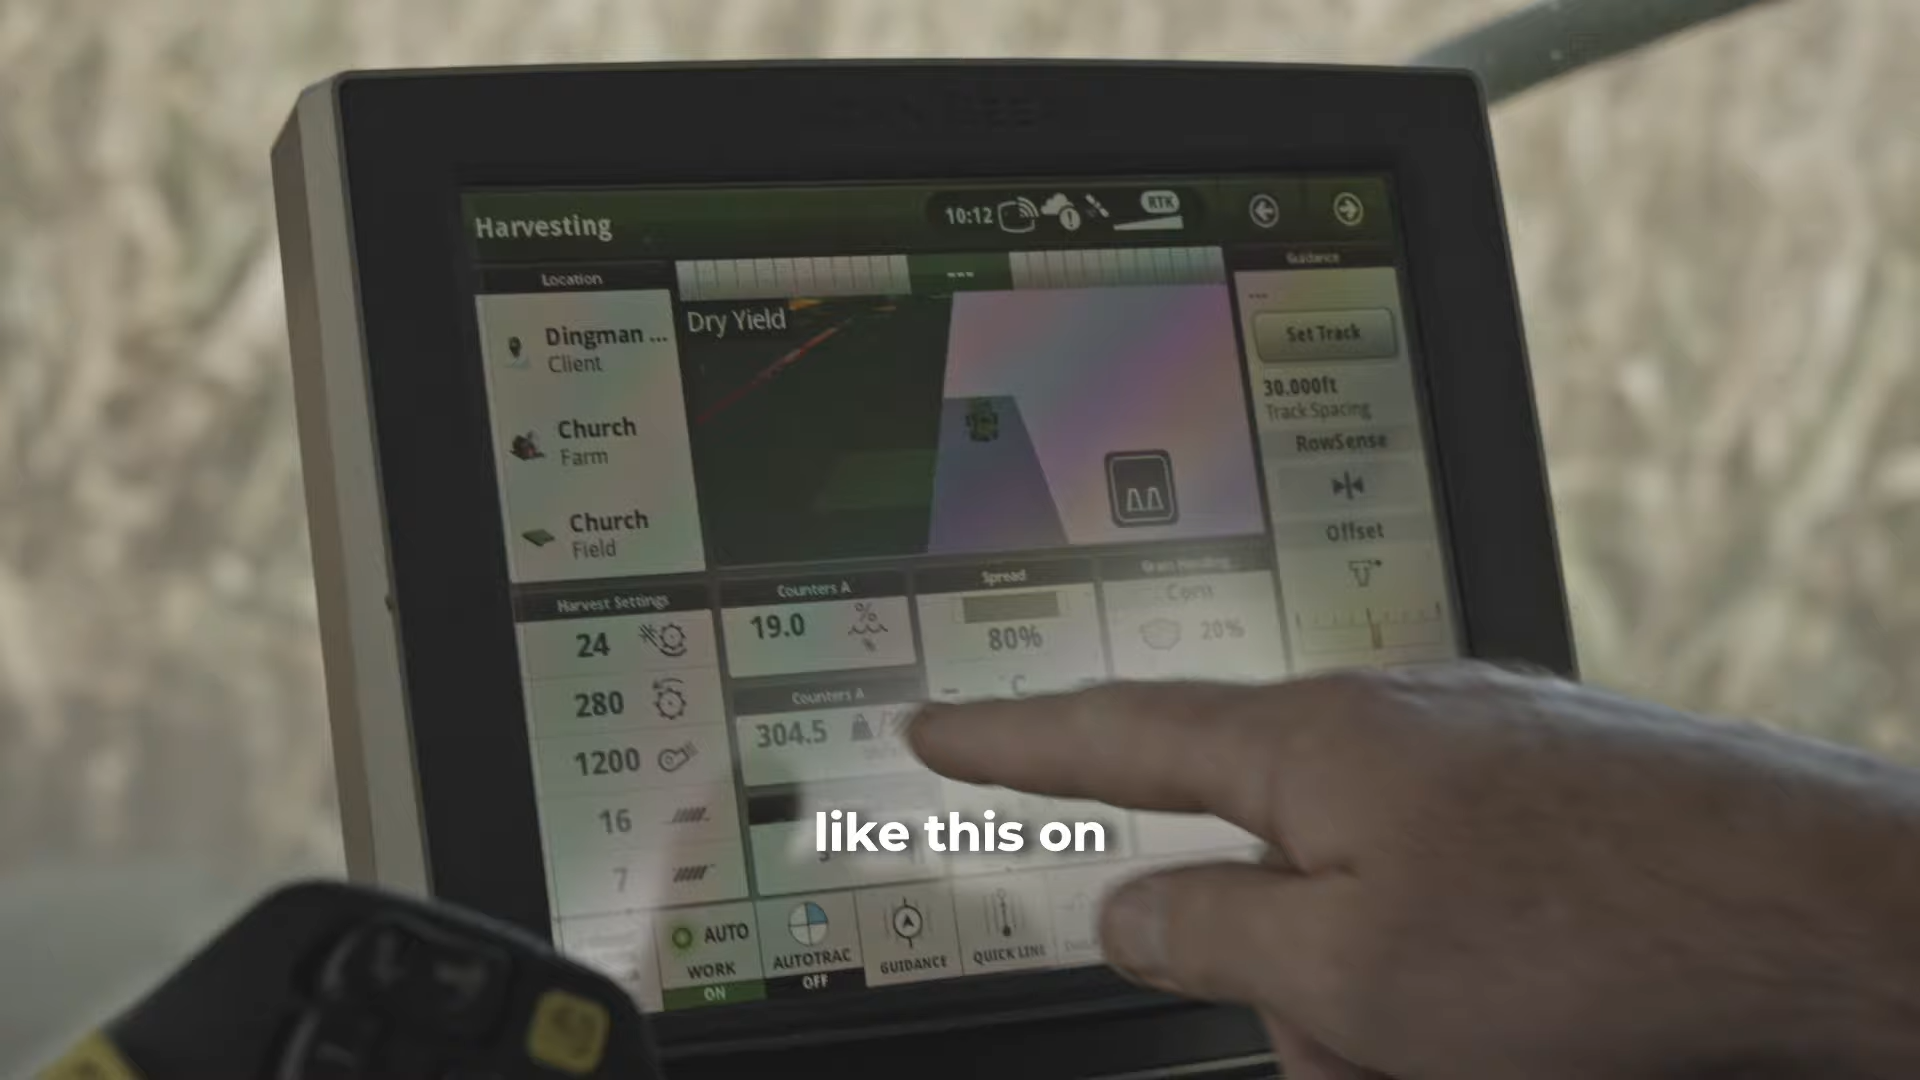 Harvesting
10:12
RTK
Location
Dingman ...
Client
Church
Farm
Church
Field
Dry Yield
---
Guidance
---
Set Track
30.000ft
Track Spacing
RowSense
Offset
Harvest Settings
24
280
1200
16
7
Counters A
19.0
%
Counters A
304.5
Spread
80%
C
Corn
20%
like this on
AUTO
WORK
ON
AUTOTRAC
OFF
GUIDANCE
QUICK LINE